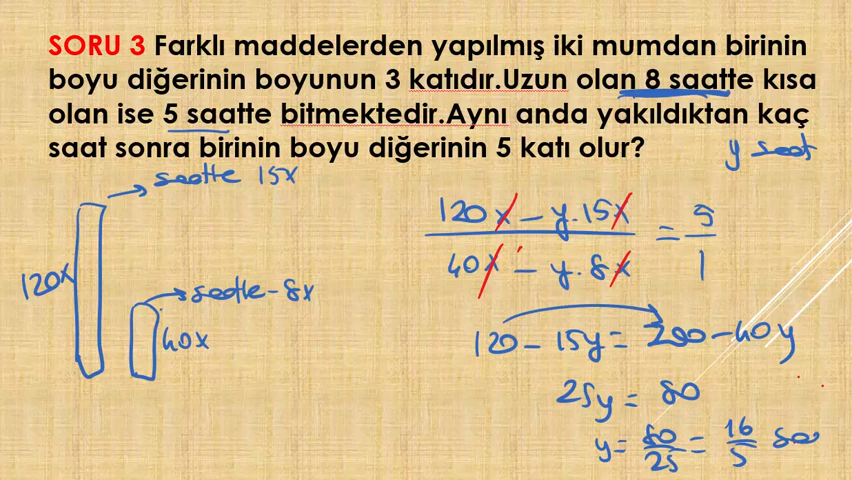 SORU 3 Farklı maddelerden yapılmış iki mumdan birinin
boyu diğerinin boyunun 3 katıdır.Uzun olan 8 saatte kısa
olan ise 5 saatte bitmektedir.Aynı anda yakıldıktan kaç
saat sonra birinin boyu diğerinin 5 katı olur?
y saat
saatte 15x
120x
saatte - 8x
40x
120x - y.15x / 40x - y.8x = 5/1
120 - 15y = 200 - 40y
25y = 80
y = 80/25 = 16/5